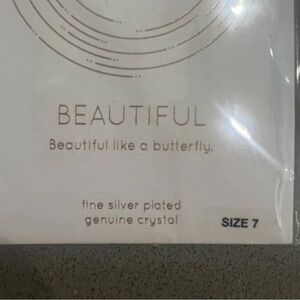 BEAUTIFUL
Beautiful like a butterfly.
fine silver plated
genuine crystal
SIZE 7